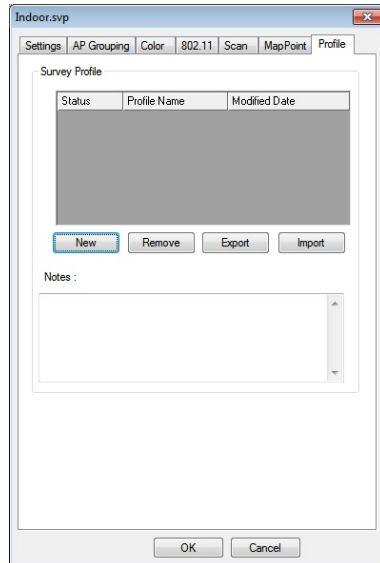 Indoor.svp
Settings AP Grouping Color 802.11 Scan MapPoint Profile
Survey Profile
Status Profile Name Modified Date
New Remove Export Import
Notes :
OK Cancel